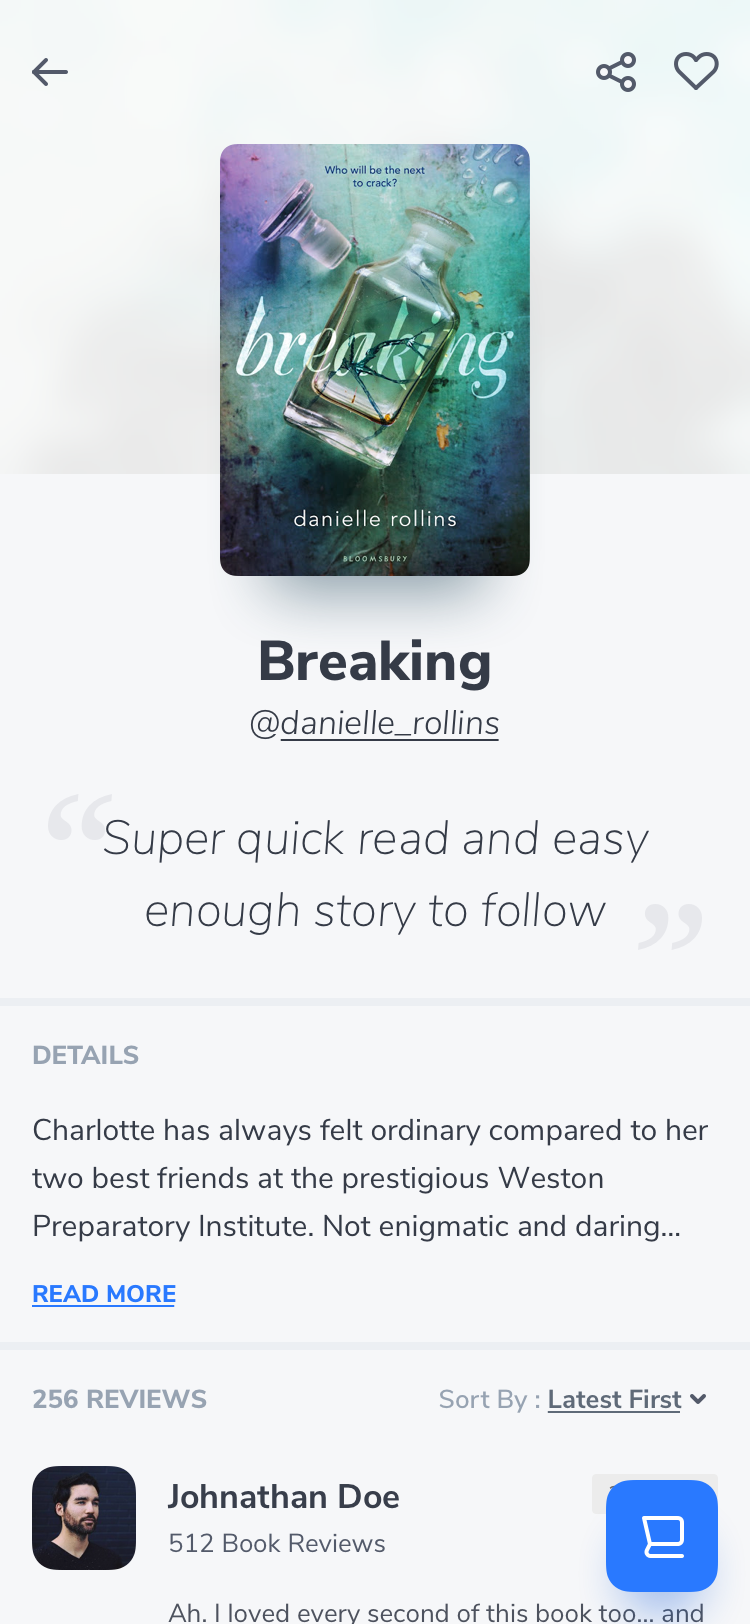 Who will be the next
to crack?
breaking
danielle rollins
BLOOMSBURY
Breaking
@danielle_rollins
“Super quick read and easy
enough story to follow”
DETAILS
Charlotte has always felt ordinary compared to her
two best friends at the prestigious Weston
Preparatory Institute. Not enigmatic and daring...
READ MORE
256 REVIEWS
Sort By : Latest First
Johnathan Doe
512 Book Reviews
Ah. I loved every second of this book too... and